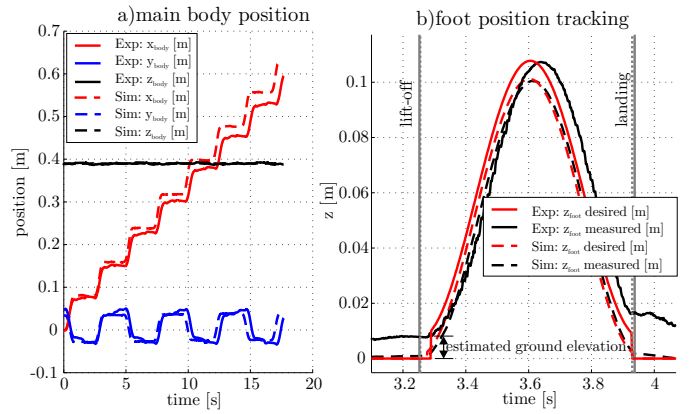 a)main body position
0.7
0.6
0.5
0.4
0.3
0.2
0.1
0
-0.1
position [m]
Exp: xbody [m]
Exp: ybody [m]
Exp: zbody [m]
Sim: xbody [m]
Sim: ybody [m]
Sim: zbody [m]
0
5
10
15
20
time [s]
b)foot position tracking
0.1
0.08
0.06
0.04
0.02
0
z [m]
lift-off
landing
Exp: zfoot desired [m]
Exp: zfoot measured [m]
Sim: zfoot desired [m]
Sim: zfoot measured [m]
estimated ground elevation
3.2
3.4
3.6
3.8
4
time [s]